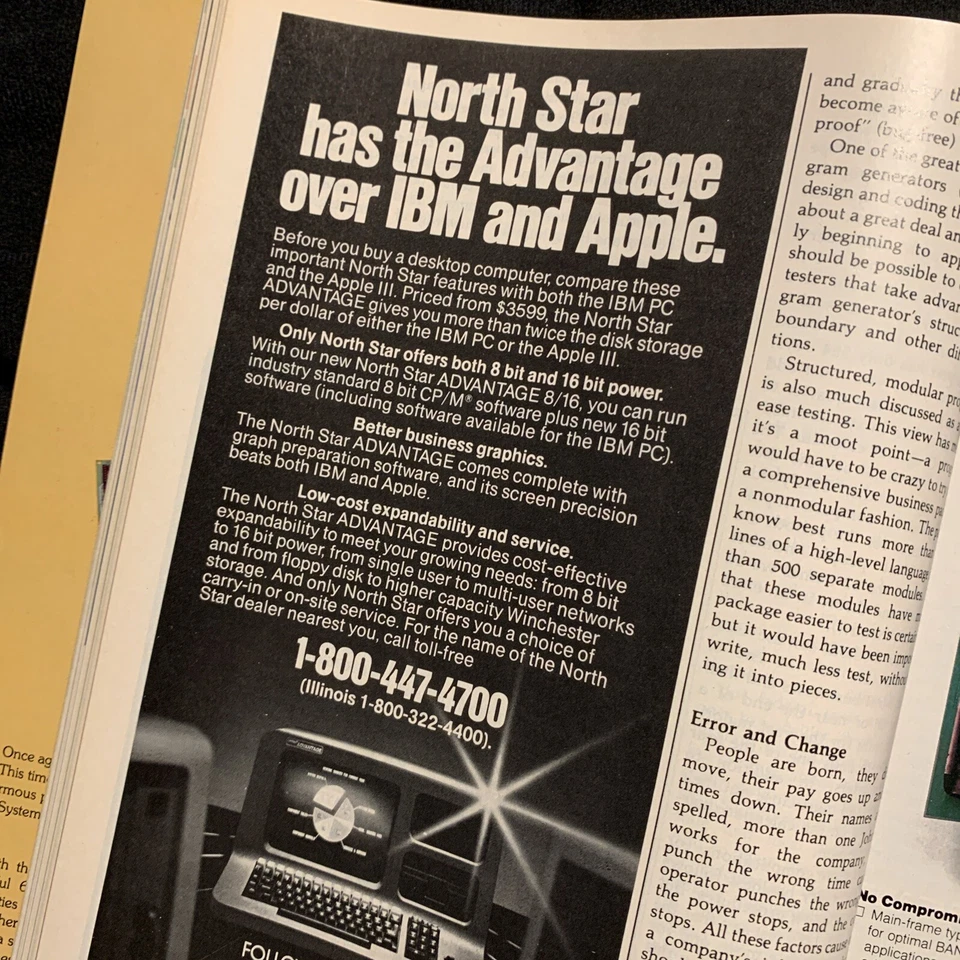 North Star
has the Advantage
over IBM and Apple.
Before you buy a desktop computer, compare these
important North Star features with both the IBM PC
and the Apple III. Priced from $3599, the North Star
ADVANTAGE gives you more than twice the disk storage
per dollar of either the IBM PC or the Apple III.
Only North Star offers both 8 bit and 16 bit power.
With our new North Star ADVANTAGE 8/16, you can run
industry standard 8 bit CP/M® software plus new 16 bit
software (including software available for the IBM PC).
Better business graphics.
The North Star ADVANTAGE comes complete with
graph preparation software, and its screen precision
beats both IBM and Apple.
Low-cost expandability and service.
The North Star ADVANTAGE provides cost-effective
expandability to meet your growing needs: from 8 bit
to 16 bit power, from single user to multi-user networks
and from floppy disk to higher capacity Winchester
storage. And only North Star offers you a choice of
carry-in or on-site service. For the name of the North
Star dealer nearest you, call toll-free
1-800-447-4700
(Illinois 1-800-322-4400).
ADVANTAGE
and
become of
proof"
One of great
gram generators
design and coding
about a great deal
ly beginning to
should be possible to
testers that take
gram generator's
boundary and other
tions.
Structured, modular
is also much discussed as
ease testing. This view has
it's a moot point—a
would have to be crazy to
a comprehensive business
a nonmodular fashion. The
know best runs more
lines of a high-level language
than 500 separate modules
that these modules have
package easier to test is
but it would have been
write, much less test,
ing it into pieces.
Error and Change
People are born, they
move, their pay goes up
times down. Their names
spelled, more than one
works for the company,
punch the wrong time
operator punches the
the power stops, and the
stops. All these factors
a company's
Once
This
System
No
Main-frame
for optimal